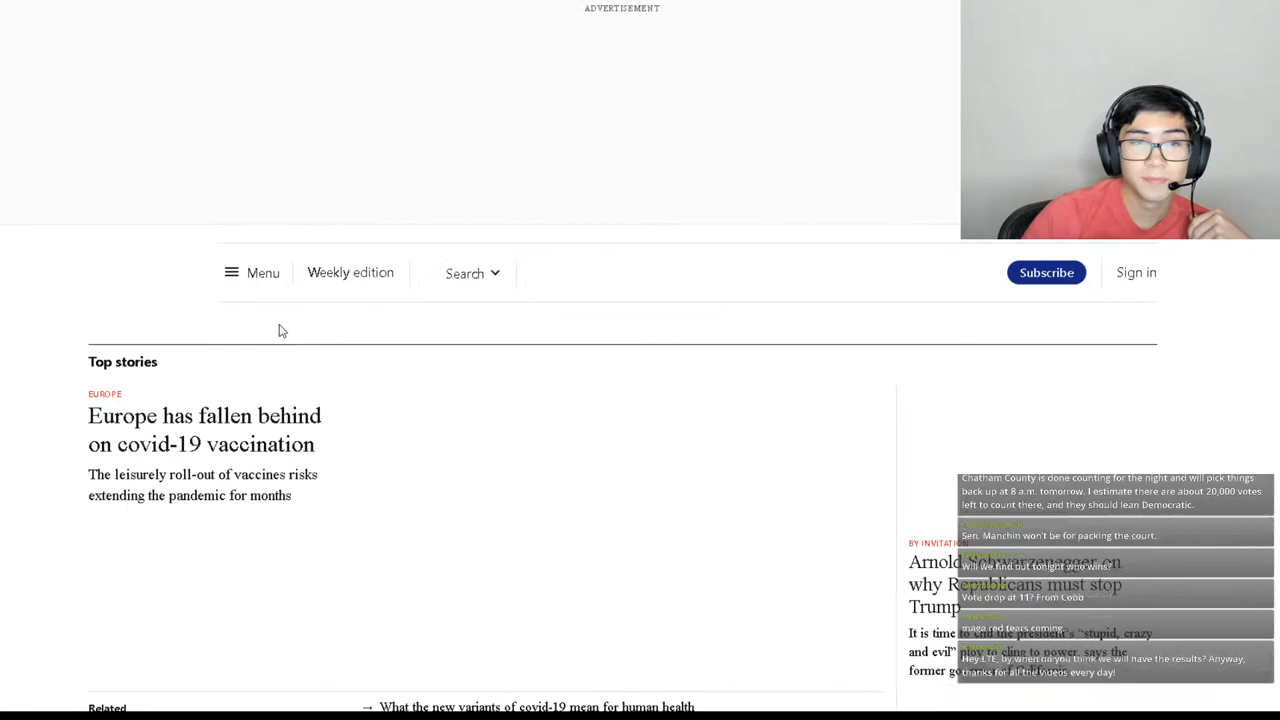 ADVERTISEMENT
Menu
Weekly edition
Search
Subscribe
Sign in
Top stories
EUROPE
Europe has fallen behind
on covid-19 vaccination
The leisurely roll-out of vaccines risks
extending the pandemic for months
BY INVITATION
Arnold Schwarzenegger on
why Republicans must stop
Trump
It is time to end the president's "stupid, crazy
and evil" ploy to cling to power, says the
former
Related
→ What the new variants of covid-19 mean for human health
Chatham County is done counting for the night and will pick things
back up at 8 a.m. tomorrow. I estimate there are about 20,000 votes
left to count there, and they should lean Democratic.
Sen. Manchin won't be for packing the court.
Will we find out tonight who wins?
Vote drop at 11? From Cobb
maga red tears coming.
Hey LTE, by when do you think we will have the results? Anyway,
thanks for all the videos every day!